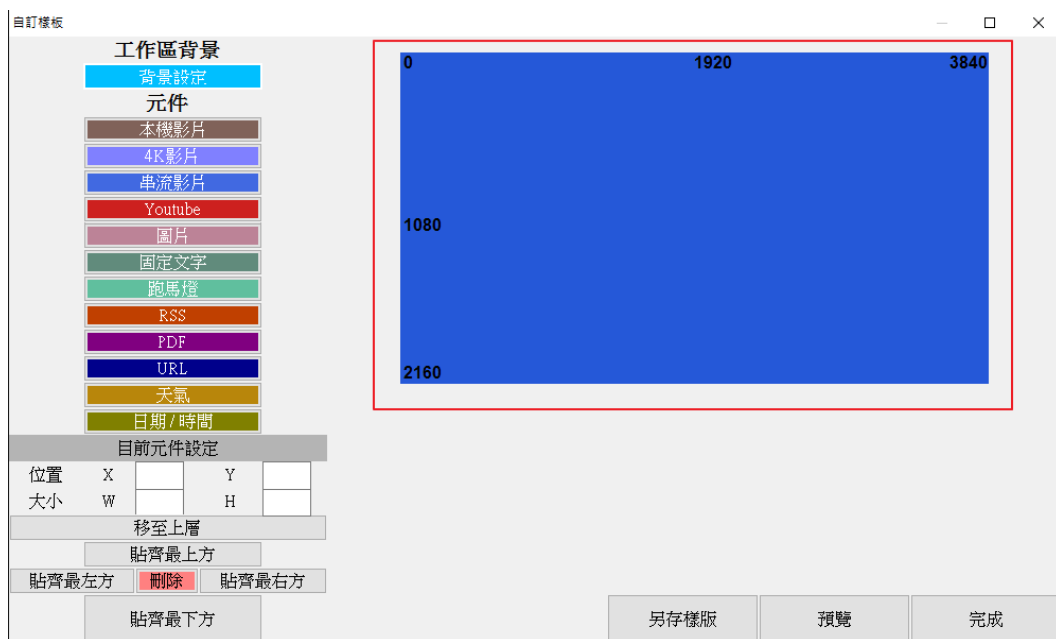 自訂樣板
工作區背景
背景設定
元件
本機影片
4K影片
串流影片
Youtube
圖片
固定文字
跑馬燈
RSS
PDF
URL
天氣
日期/時間
目前元件設定
位置 X Y
大小 W H
移至上層
貼齊最上方
貼齊最左方 刪除 貼齊最右方
貼齊最下方
0 1920 3840
1080
2160
另存樣版 預覽 完成